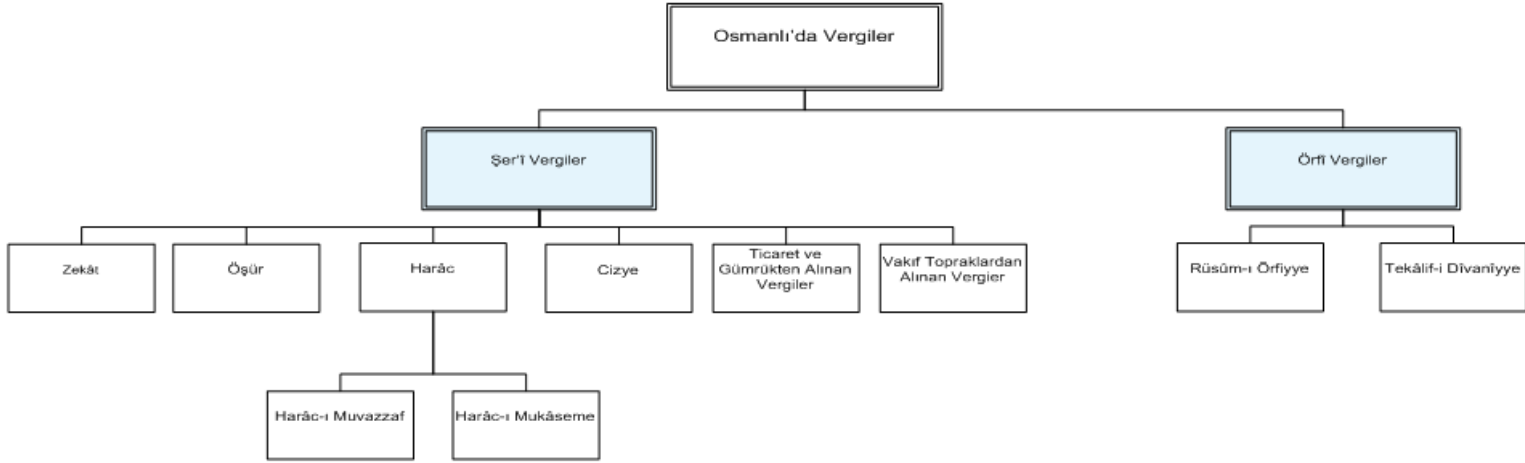 Osmanlı'da Vergiler
Şer'î Vergiler
Örfî Vergiler
Zekât
Öşür
Harâc
Cizye
Ticaret ve
Gümrükten Alınan
Vergiler
Vakıf Topraklardan
Alınan Vergier
Rüsûm-ı Örfiyye
Tekâlif-i Dîvanîyye
Harâc-ı Muvazzaf
Harâc-ı Mukâseme